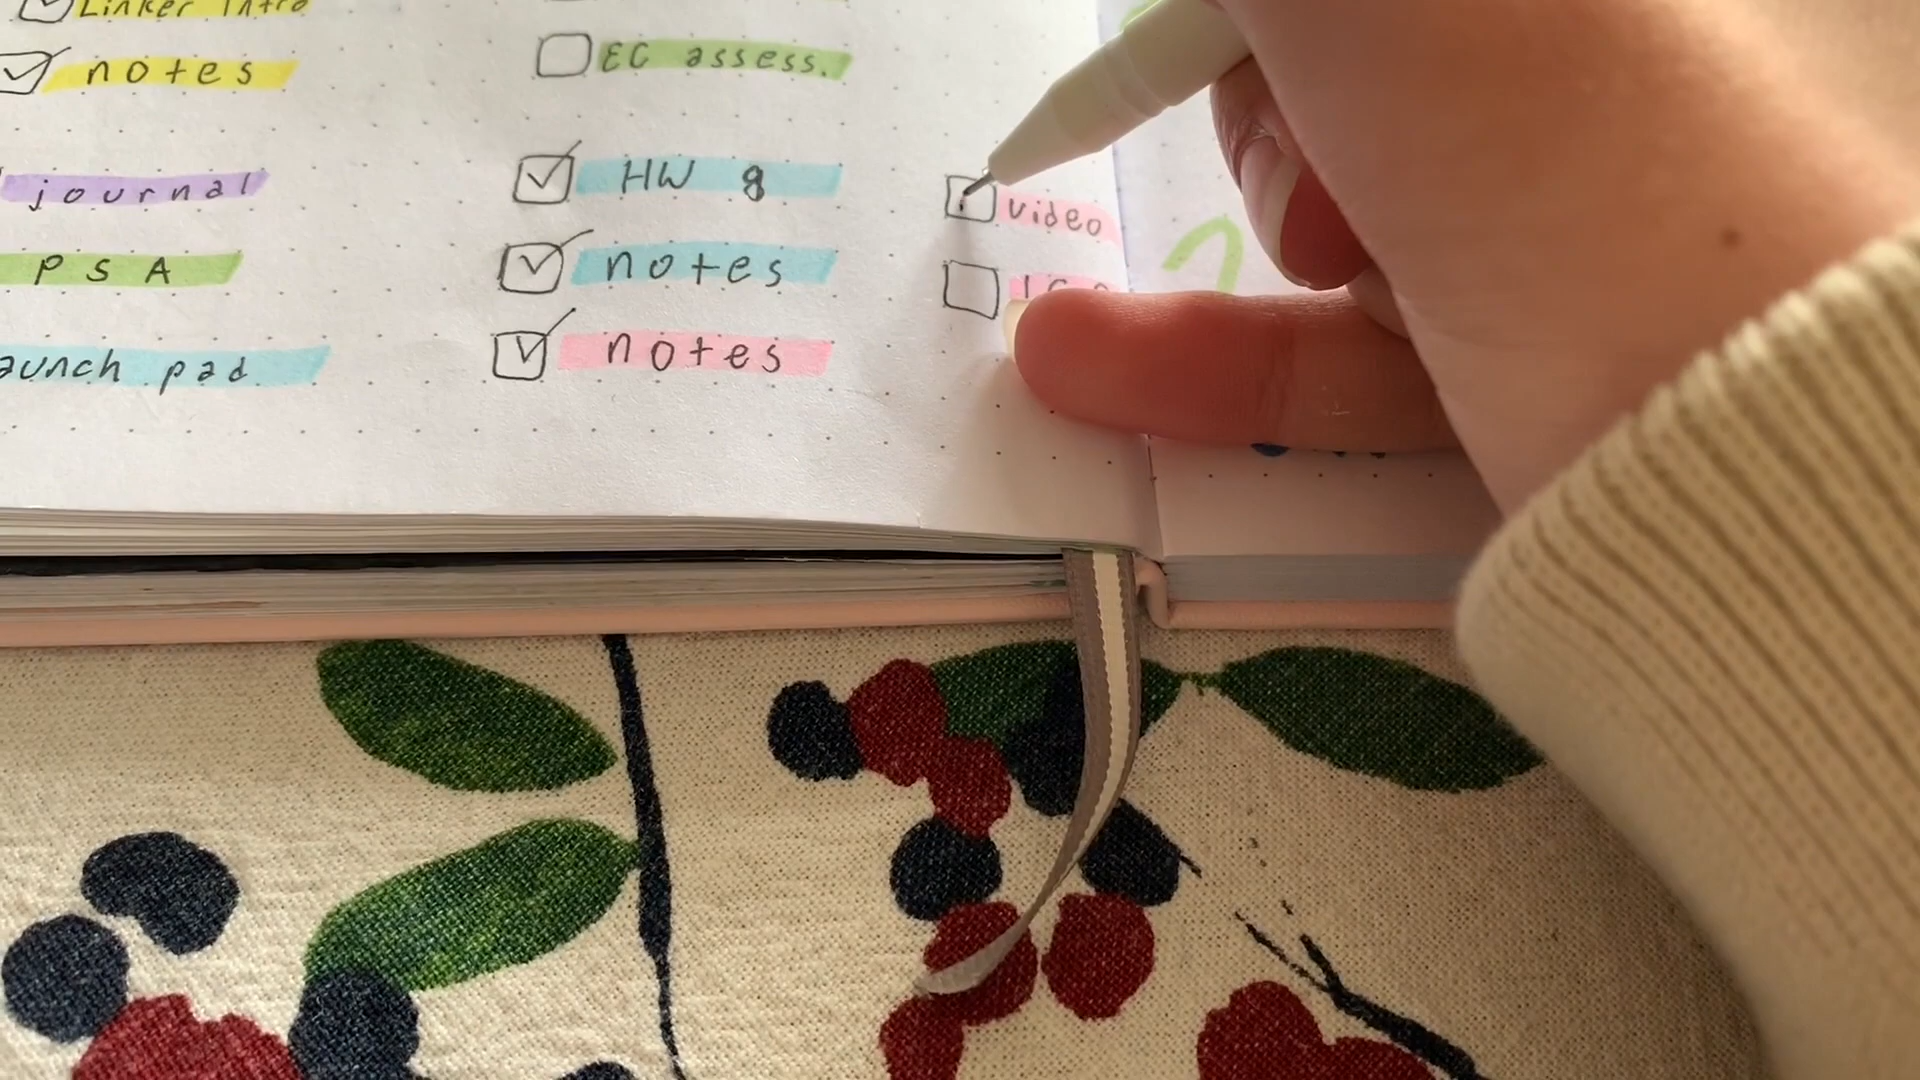 Linker Intro
notes
journal
PSA
aunch pad
EC assess.
HW 8
notes
notes
video